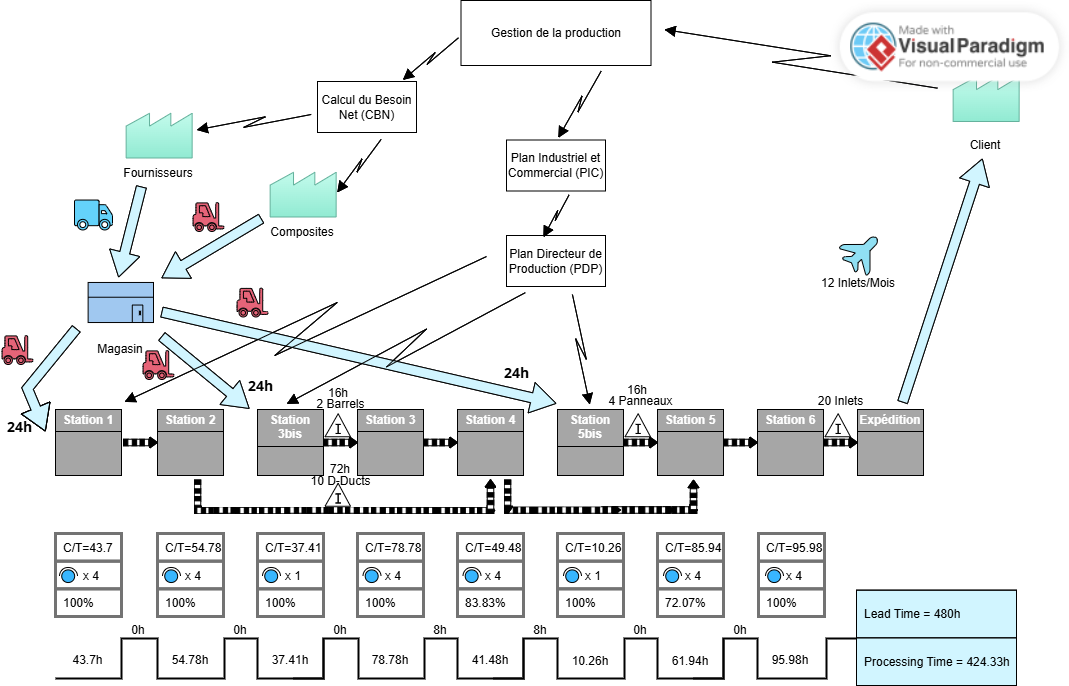 Made with
VisualParadigm
For non-commercial use
Gestion de la production
Calcul du Besoin
Net (CBN)
Client
Plan Industriel et
Commercial (PIC)
Fournisseurs
Composites
Plan Directeur de
Production (PDP)
12 Inlets/Mois
Magasin
24h
24h
24h
16h
2 Barrels
16h
4 Panneaux
20 Inlets
Station 1
Station 2
Station
3bis
I
Station 3
Station 4
Station
5bis
I
Station 5
Station 6
I
Expédition
72h
10 D-Ducts
I
C/T=43.7
C/T=54.78
C/T=37.41
C/T=78.78
C/T=49.48
C/T=10.26
C/T=85.94
C/T=95.98
x 4
x 4
x 1
x 4
x 4
x 1
x 4
x 4
100%
100%
100%
100%
83.83%
100%
72.07%
100%
Lead Time = 480h
0h
0h
0h
8h
8h
0h
0h
43.7h
54.78h
37.41h
78.78h
41.48h
10.26h
61.94h
95.98h
Processing Time = 424.33h